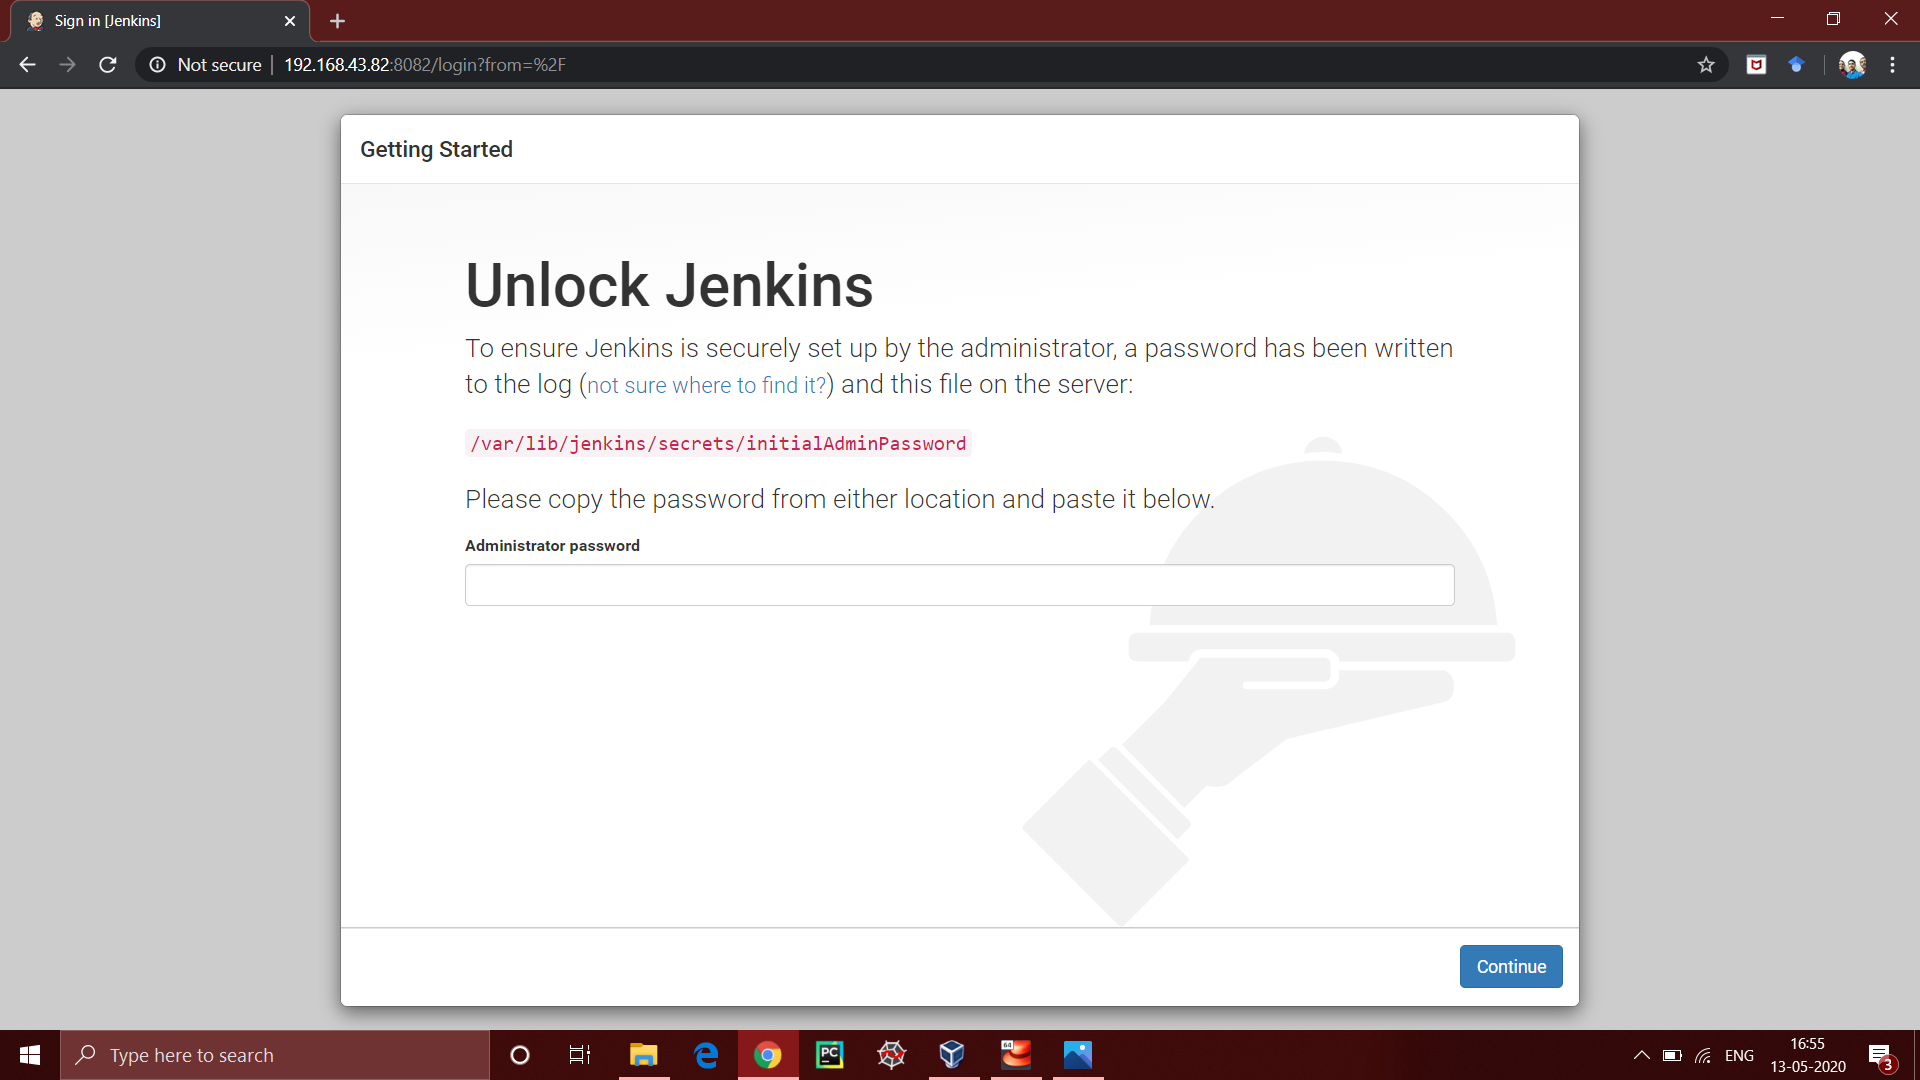 Sign in [Jenkins]
Not secure | 192.168.43.82:8082/login?from=%2F
Getting Started
Unlock Jenkins
To ensure Jenkins is securely set up by the administrator, a password has been written
to the log (not sure where to find it?) and this file on the server:
/var/lib/jenkins/secrets/initialAdminPassword
Please copy the password from either location and paste it below.
Administrator password
Continue
Type here to search
PC
64
ENG
16:55
13-05-2020
3